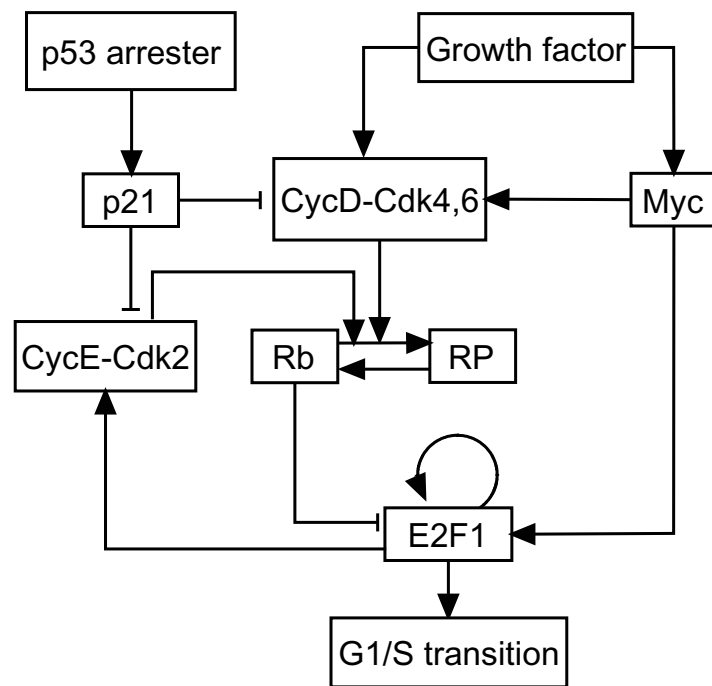 p53 arrester
Growth factor
p21
CycD-Cdk4,6
Myc
CycE-Cdk2
Rb
RP
E2F1
G1/S transition